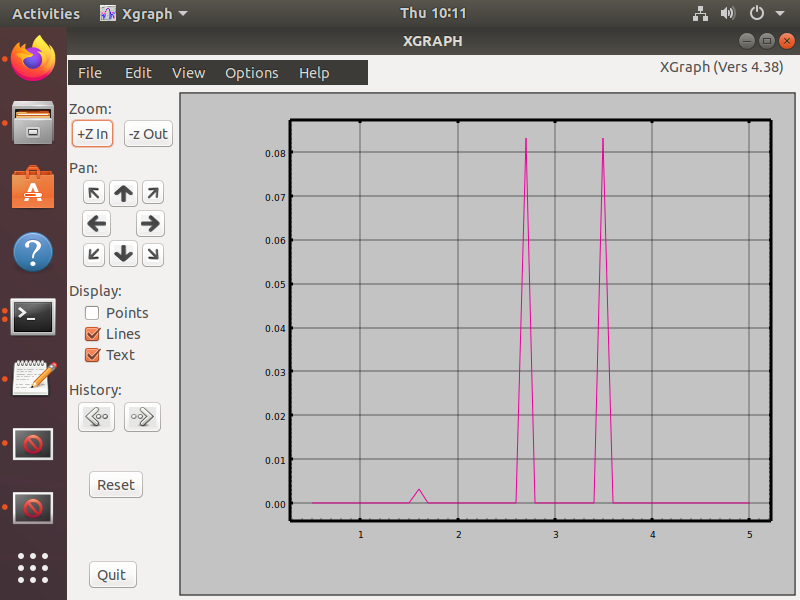 Activities Xgraph Thu 10:11
XGRAPH
File Edit View Options Help XGraph (Vers 4.38)
Zoom:
+Z In -z Out
Pan:
Display:
Points
Lines
Text
History:
Reset
Quit
0.08
0.07
0.06
0.05
0.04
0.03
0.02
0.01
0.00
1 2 3 4 5